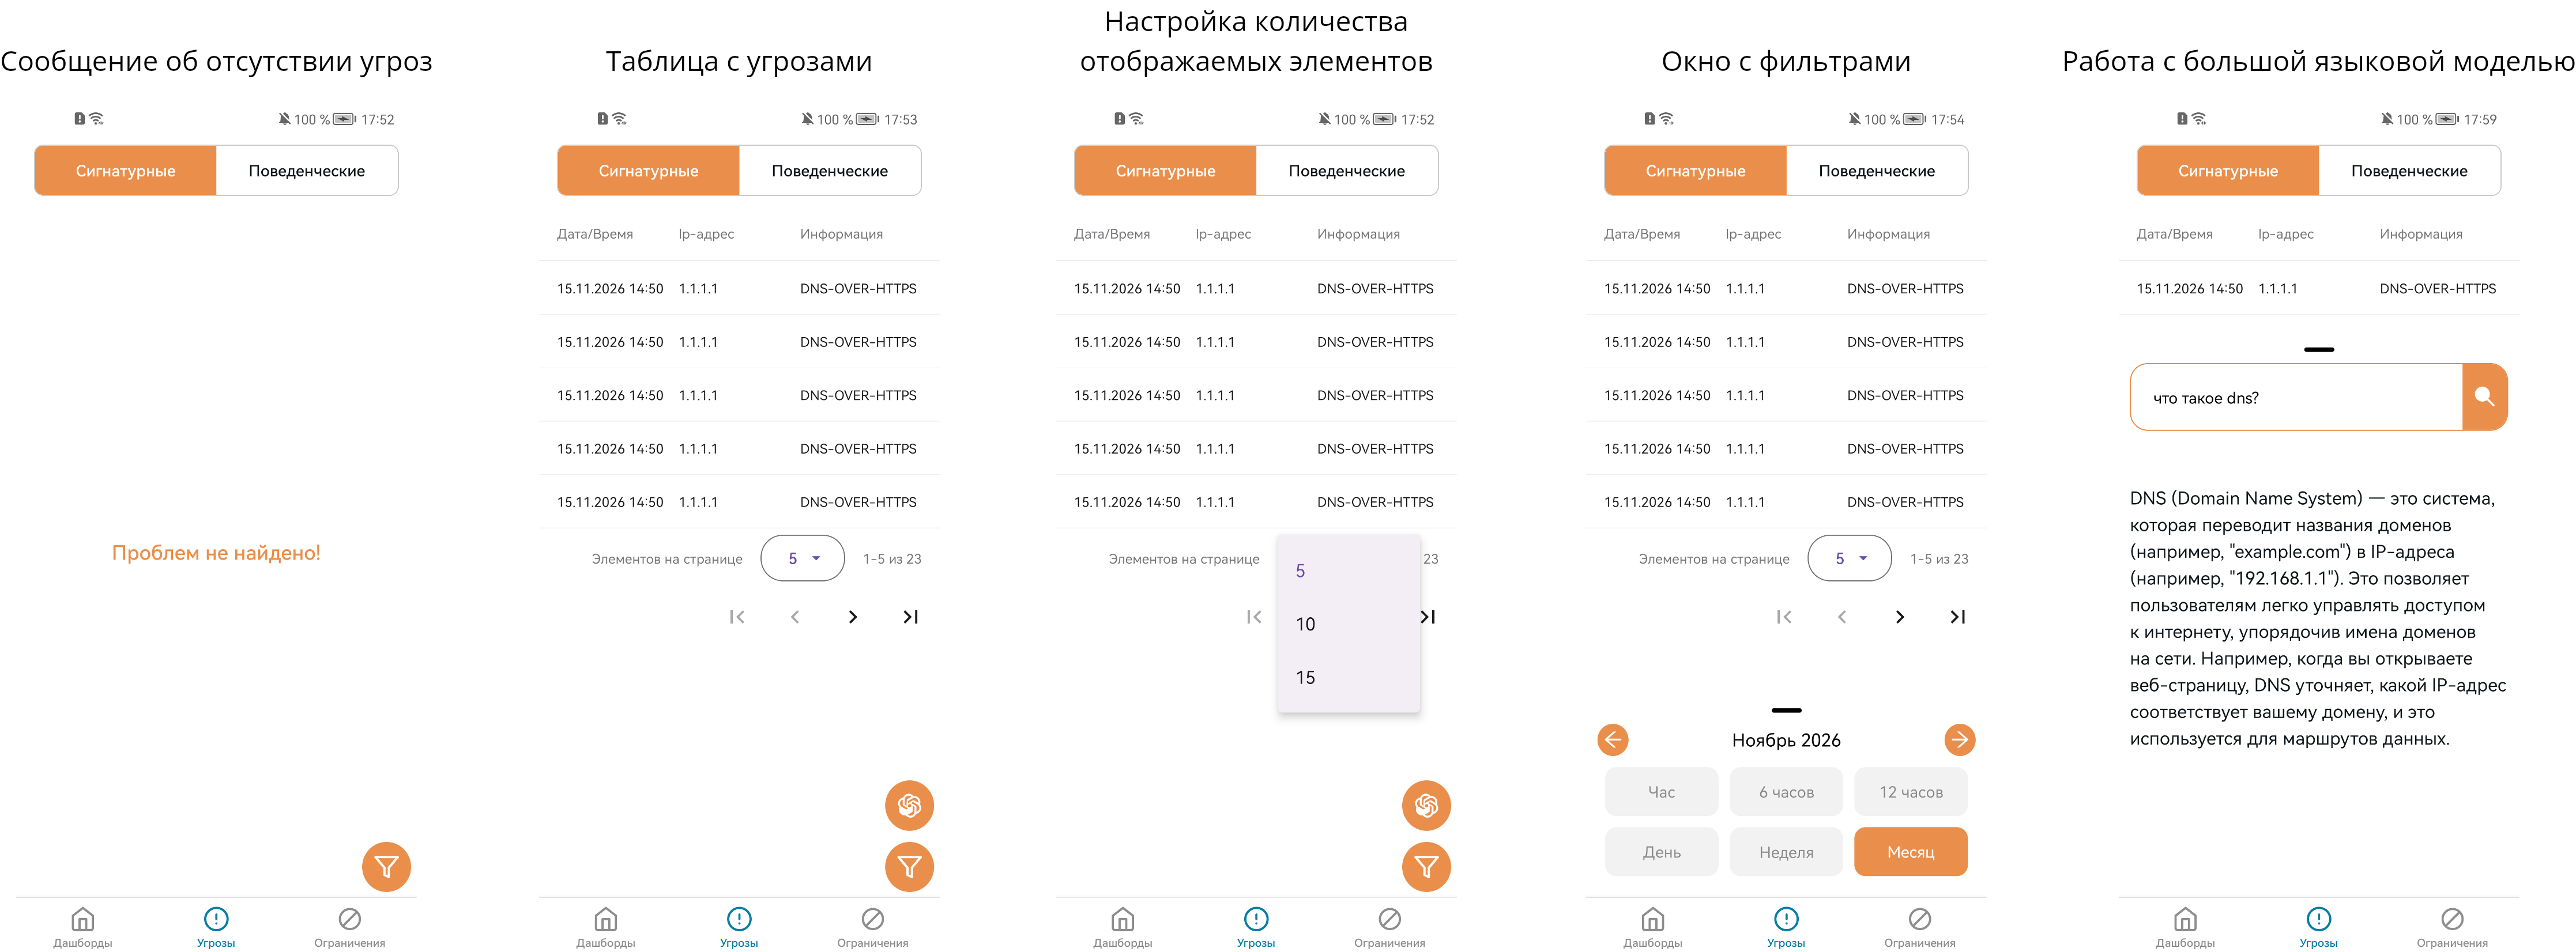 Сообщение об отсутствии угроз
100 % 17:52
Сигнатурные Поведенческие
Проблем не найдено!
Дашборды Угрозы Ограничения
Таблица с угрозами
100 % 17:53
Сигнатурные Поведенческие
Дата/Время Ip-адрес Информация
15.11.2026 14:50 1.1.1.1 DNS-OVER-HTTPS
15.11.2026 14:50 1.1.1.1 DNS-OVER-HTTPS
15.11.2026 14:50 1.1.1.1 DNS-OVER-HTTPS
15.11.2026 14:50 1.1.1.1 DNS-OVER-HTTPS
15.11.2026 14:50 1.1.1.1 DNS-OVER-HTTPS
Элементов на странице 5 1-5 из 23
Дашборды Угрозы Ограничения
Настройка количества
отображаемых элементов
100 % 17:52
Сигнатурные Поведенческие
Дата/Время Ip-адрес Информация
15.11.2026 14:50 1.1.1.1 DNS-OVER-HTTPS
15.11.2026 14:50 1.1.1.1 DNS-OVER-HTTPS
15.11.2026 14:50 1.1.1.1 DNS-OVER-HTTPS
15.11.2026 14:50 1.1.1.1 DNS-OVER-HTTPS
15.11.2026 14:50 1.1.1.1 DNS-OVER-HTTPS
Элементов на странице 23
5
10
15
Дашборды Угрозы Ограничения
Окно с фильтрами
100 % 17:54
Сигнатурные Поведенческие
Дата/Время Ip-адрес Информация
15.11.2026 14:50 1.1.1.1 DNS-OVER-HTTPS
15.11.2026 14:50 1.1.1.1 DNS-OVER-HTTPS
15.11.2026 14:50 1.1.1.1 DNS-OVER-HTTPS
15.11.2026 14:50 1.1.1.1 DNS-OVER-HTTPS
15.11.2026 14:50 1.1.1.1 DNS-OVER-HTTPS
Элементов на странице 5 1-5 из 23
Ноябрь 2026
Час 6 часов 12 часов
День Неделя Месяц
Дашборды Угрозы Ограничения
Работа с большой языковой моделью
100 % 17:59
Сигнатурные Поведенческие
Дата/Время Ip-адрес Информация
15.11.2026 14:50 1.1.1.1 DNS-OVER-HTTPS
что такое dns?
DNS (Domain Name System) — это система,
которая переводит названия доменов
(например, "example.com") в IP-адреса
(например, "192.168.1.1"). Это позволяет
пользователям легко управлять доступом
к интернету, упорядочив имена доменов
на сети. Например, когда вы открываете
веб-страницу, DNS уточняет, какой IP-адрес
соответствует вашему домену, и это
используется для маршрутов данных.
Дашборды Угрозы Ограничения